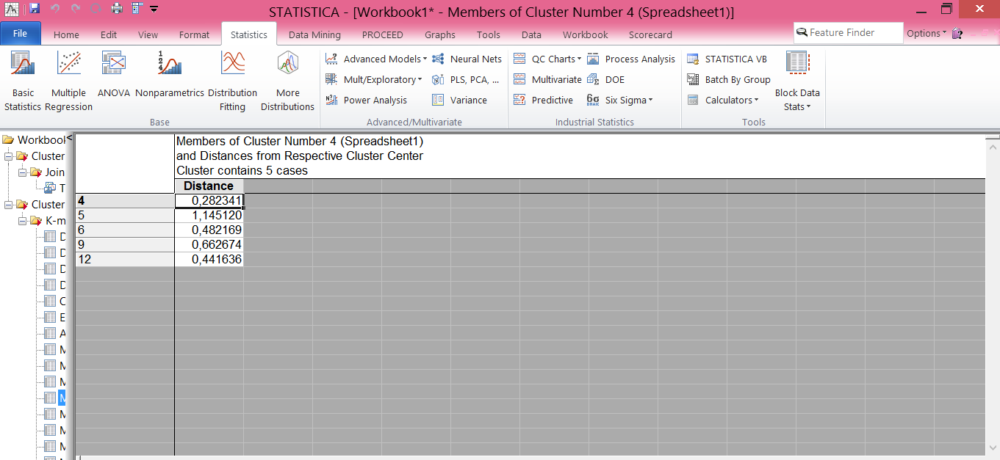 STATISTICA - [Workbook1* - Members of Cluster Number 4 (Spreadsheet1)]
File Home Edit View Format Statistics Data Mining PROCEED Graphs Tools Data Workbook Scorecard Feature Finder Options
Advanced Models Neural Nets QC Charts Process Analysis STATISTICA VB
Mult/Exploratory PLS, PCA, ... Multivariate DOE Batch By Group
Basic Statistics Multiple Regression ANOVA Nonparametrics Distribution Fitting More Distributions Power Analysis Variance Predictive 6σ Six Sigma Calculators Block Data Stats
Base Advanced/Multivariate Industrial Statistics Tools
Members of Cluster Number 4 (Spreadsheet1)
and Distances from Respective Cluster Center
Cluster contains 5 cases
Distance
4 0,282341
5 1,145120
6 0,482169
9 0,662674
12 0,441636
Workbook
Cluster
Join
T
Cluster
K-m
D
D
D
D
C
E
A
M
M
M
M
M
M
M